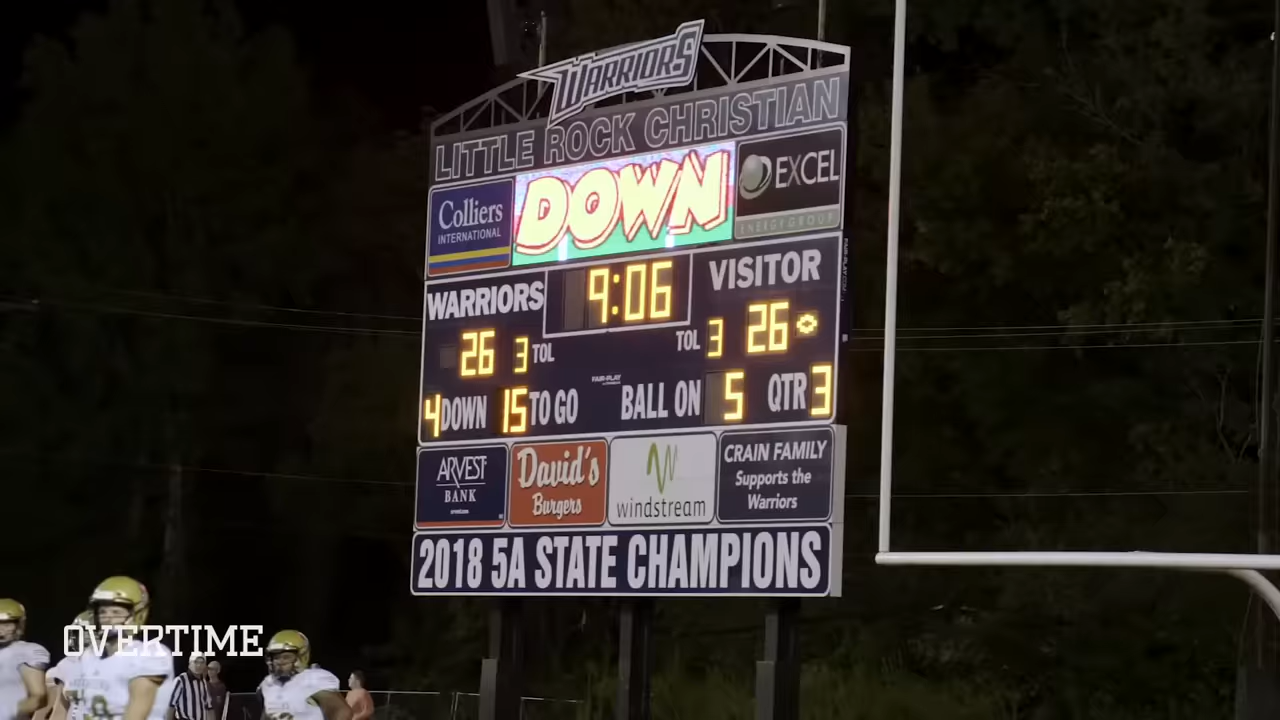 WARRIORS
LITTLE ROCK CHRISTIAN
Colliers
INTERNATIONAL
DOWN
EXCEL
ENERGY GROUP
WARRIORS
9:06
VISITOR
26 3 TOL
TOL 3 26
FAIR-PLAY
4 DOWN 15 TO GO BALL ON 5 QTR 3
ARVEST
BANK
David's
Burgers
windstream
CRAIN FAMILY
Supports the
Warriors
2018 5A STATE CHAMPIONS
OVERTIME